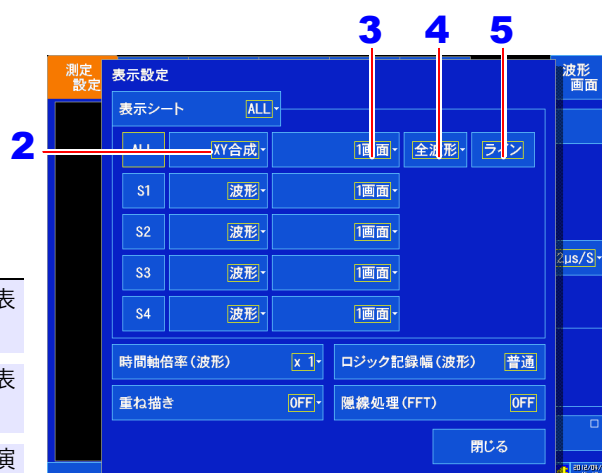 3 4 5
測定
設定
表示設定
波形
画面
表示シート ALL
2
ALL XY合成 1画面 全波形 ライン
S1 波形 1画面
S2 波形 1画面
2μs/S
S3 波形 1画面
表
S4 波形 1画面
時間軸倍率(波形) x 1 ロジック記録幅(波形) 普通
表
重ね描き OFF 隠線処理(FFT) OFF
閉じる
演